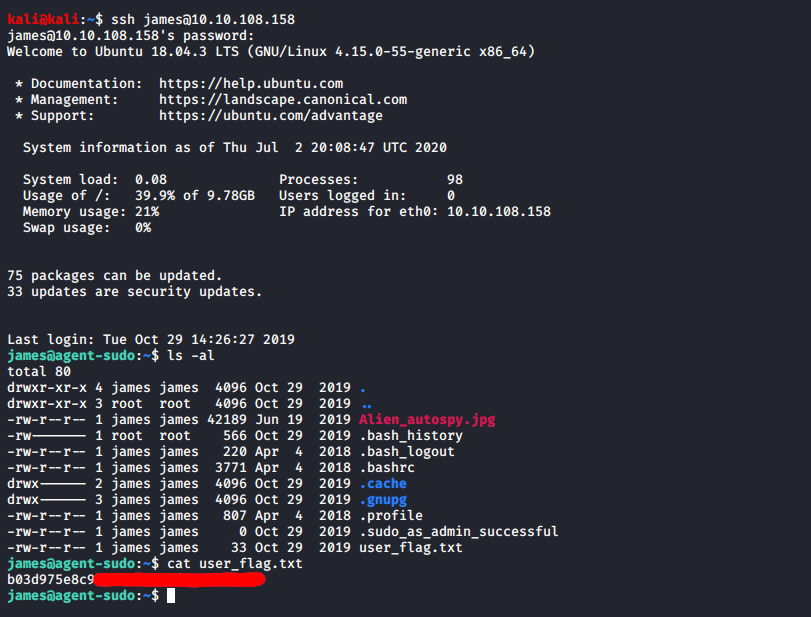 kali@kali:~$ ssh james@10.10.108.158
james@10.10.108.158's password:
Welcome to Ubuntu 18.04.3 LTS (GNU/Linux 4.15.0-55-generic x86_64)
* Documentation:  https://help.ubuntu.com
* Management:     https://landscape.canonical.com
* Support:        https://ubuntu.com/advantage
System information as of Thu Jul  2 20:08:47 UTC 2020
System load:  0.08              Processes:           98
Usage of /:   39.9% of 9.78GB   Users logged in:     0
Memory usage: 21%               IP address for eth0: 10.10.108.158
Swap usage:   0%
75 packages can be updated.
33 updates are security updates.
Last login: Tue Oct 29 14:26:27 2019
james@agent-sudo:~$ ls -al
total 80
drwxr-xr-x 4 james james  4096 Oct 29  2019 .
drwxr-xr-x 3 root  root   4096 Oct 29  2019 ..
-rw-r--r-- 1 james james 42189 Jun 19  2019 Alien_autospy.jpg
-rw------- 1 root  root    566 Oct 29  2019 .bash_history
-rw-r--r-- 1 james james   220 Apr  4  2018 .bash_logout
-rw-r--r-- 1 james james  3771 Apr  4  2018 .bashrc
drwx------ 2 james james  4096 Oct 29  2019 .cache
drwx------ 3 james james  4096 Oct 29  2019 .gnupg
-rw-r--r-- 1 james james   807 Apr  4  2018 .profile
-rw-r--r-- 1 james james     0 Oct 29  2019 .sudo_as_admin_successful
-rw-r--r-- 1 james james    33 Oct 29  2019 user_flag.txt
james@agent-sudo:~$ cat user_flag.txt
b03d975e8c9
james@agent-sudo:~$